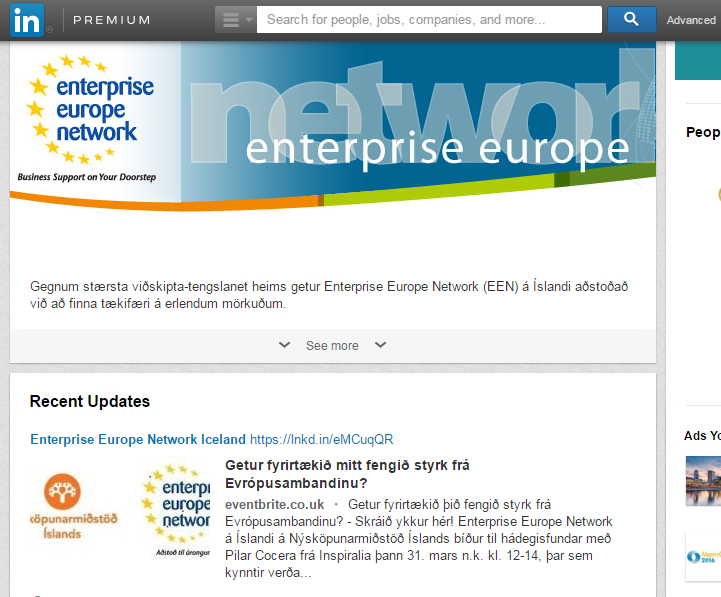 in PREMIUM Search for people, jobs, companies, and more... Advanced
enterprise
europe
network
Business Support on Your Doorstep
network
enterprise europe
Gegnum stærsta viðskipta-tengslanet heims getur Enterprise Europe Network (EEN) á Íslandi aðstoðað
við að finna tækifæri á erlendum mörkuðum.
See more
Peop
Recent Updates
Ads Yo
Enterprise Europe Network Iceland https://lnkd.in/eMCuqQR
Getur fyrirtækið mitt fengið styrk frá
Evrópusambandinu?
eventbrite.co.uk • Getur fyrirtækið þið fengið styrk frá
Evrópusambandinu? - Skráið ykkur hér! Enterprise Europe Network
á Íslandi á Nýsköpunarmiðstöð Íslands bíður til hádegisfundar með
Pilar Cocera frá Inspiralia þann 31. mars n.k. kl. 12-14, þar sem
kynntir verða...
köpunarmiðstöð
Íslands
enterpr
europe
networ
Aðstoð til árangur
2016